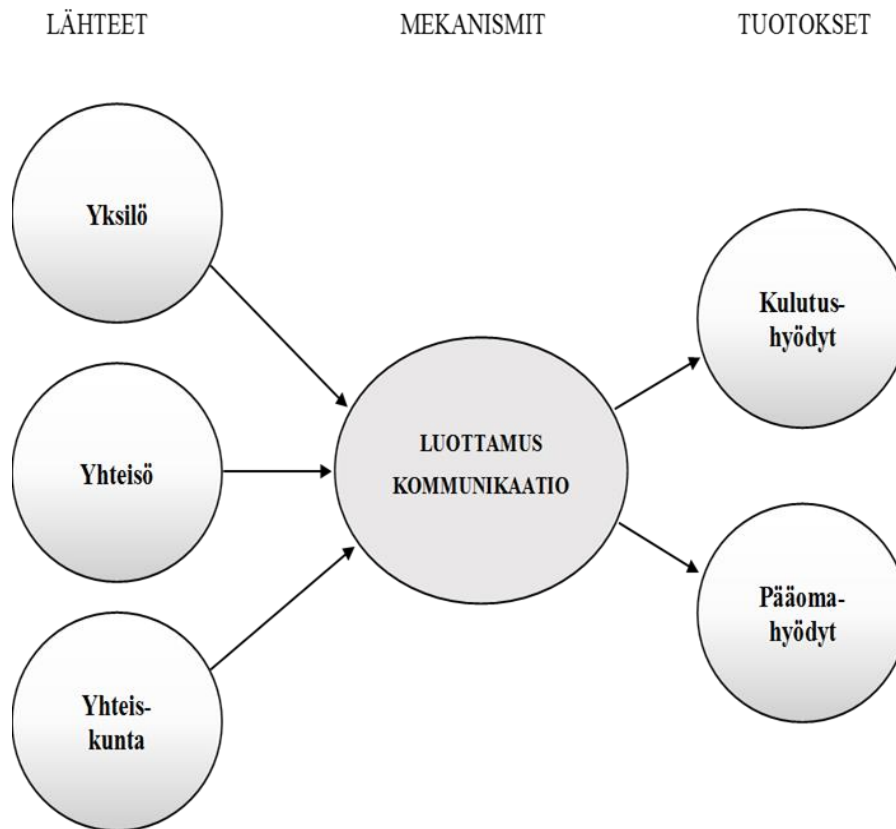 LÄHTEET
MEKANISMIT
TUOTOKSET
Yksilö
Yhteisö
Yhteis-
kunta
LUOTTAMUS
KOMMUNIKAATIO
Kulutus-
hyödyt
Pääoma-
hyödyt